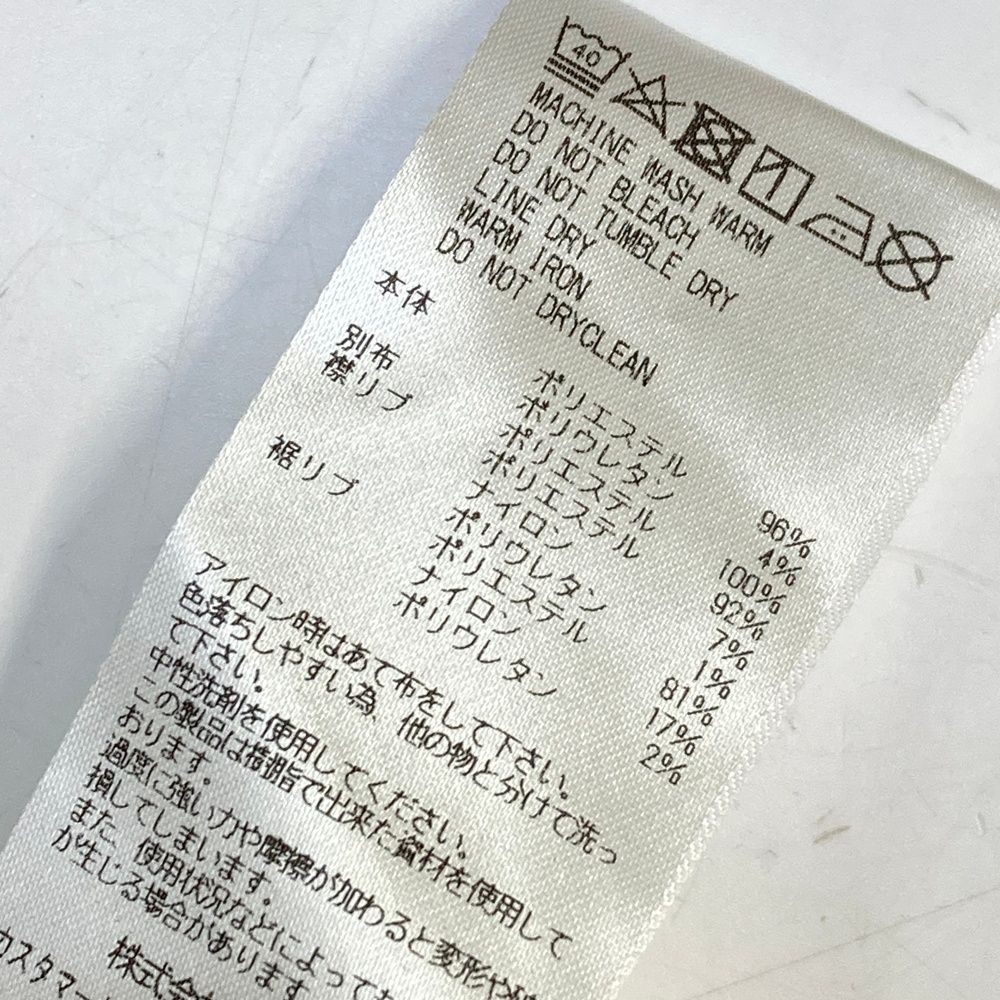 40
MACHINE WASH WARM
DO NOT BLEACH
DO NOT TUMBLE DRY
LINE DRY
WARM IRON
DO NOT DRYCLEAN
本体 ポリエステル 96%
ポリウレタン 4%
別布 ポリエステル 100%
襟リブ ポリエステル 92%
ナイロン 7%
ポリウレタン 1%
裾リブ ポリエステル 81%
ナイロン 17%
ポリウレタン 2%
アイロン時はあて布をして下さい。
色落ちしやすい為、他の物と分けて洗っ
て下さい。
中性洗剤を使用してください。
この製品は樹脂で出来た資材を使用して
おります。
過度に強い力や摩擦が加わると変形や破
損してしまいます。
また、使用状況などによって
が生じる場合があります
株式会
カスタマー